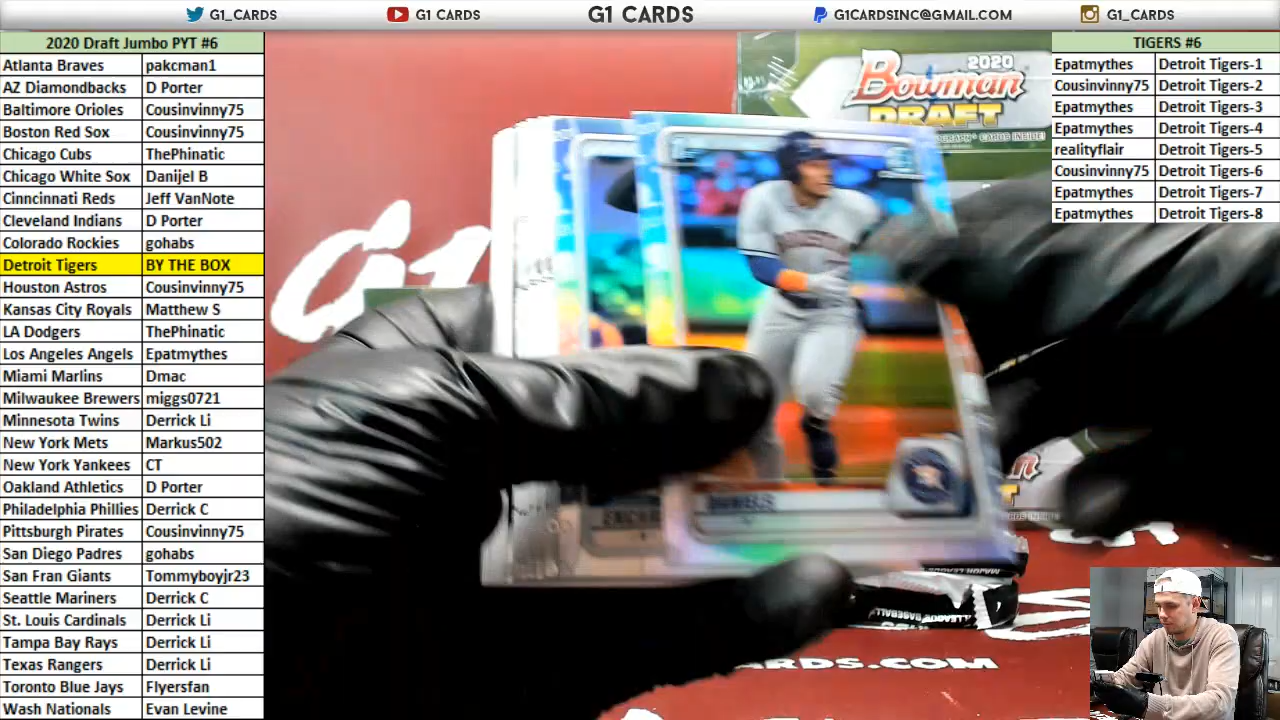 G1_CARDS
G1 CARDS
G1 CARDS
G1CARDSINC@GMAIL.COM
G1_CARDS
2020 Draft Jumbo PYT #6
Atlanta Braves pakcman1
AZ Diamondbacks D Porter
Baltimore Orioles Cousinvinny75
Boston Red Sox Cousinvinny75
Chicago Cubs ThePhinatic
Chicago White Sox Danijel B
Cinncinnati Reds Jeff VanNote
Cleveland Indians D Porter
Colorado Rockies gohabs
Detroit Tigers BY THE BOX
Houston Astros Cousinvinny75
Kansas City Royals Matthew S
LA Dodgers ThePhinatic
Los Angeles Angels Epatmythes
Miami Marlins Dmac
Milwaukee Brewers miggs0721
Minnesota Twins Derrick Li
New York Mets Markus502
New York Yankees CT
Oakland Athletics D Porter
Philadelphia Phillies Derrick C
Pittsburgh Pirates Cousinvinny75
San Diego Padres gohabs
San Fran Giants Tommyboyjr23
Seattle Mariners Derrick C
St. Louis Cardinals Derrick Li
Tampa Bay Rays Derrick Li
Texas Rangers Derrick Li
Toronto Blue Jays Flyersfan
Wash Nationals Evan Levine
TIGERS #6
Epatmythes Detroit Tigers-1
Cousinvinny75 Detroit Tigers-2
Epatmythes Detroit Tigers-3
Epatmythes Detroit Tigers-4
realityflair Detroit Tigers-5
Cousinvinny75 Detroit Tigers-6
Epatmythes Detroit Tigers-7
Epatmythes Detroit Tigers-8
2020
Bowman
DRAFT
CARDS INSIDE!
G1
DANIELS
LEAGUE BASEBALL
RDS.COM